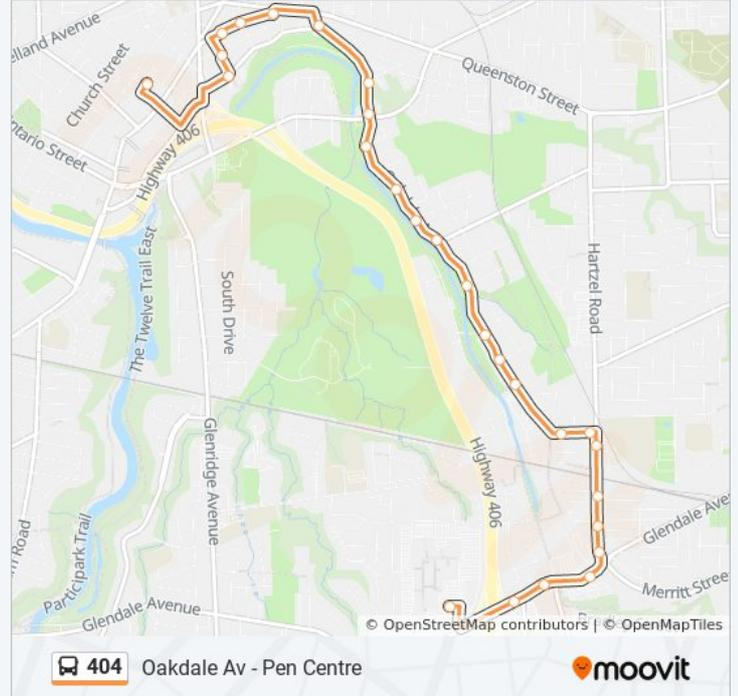 elland Avenue
Church Street
Queenston Street
ntario Street
Highway 406
The Twelve Trail East
South Drive
Hartzel Road
Glenridge Avenue
Highway 406
Glendale Ave
m Road
Participark Trail
Merritt Stree
Glendale Avenue
© OpenStreetMap contributors | © OpenMapTiles
404 Oakdale Av - Pen Centre
moovit